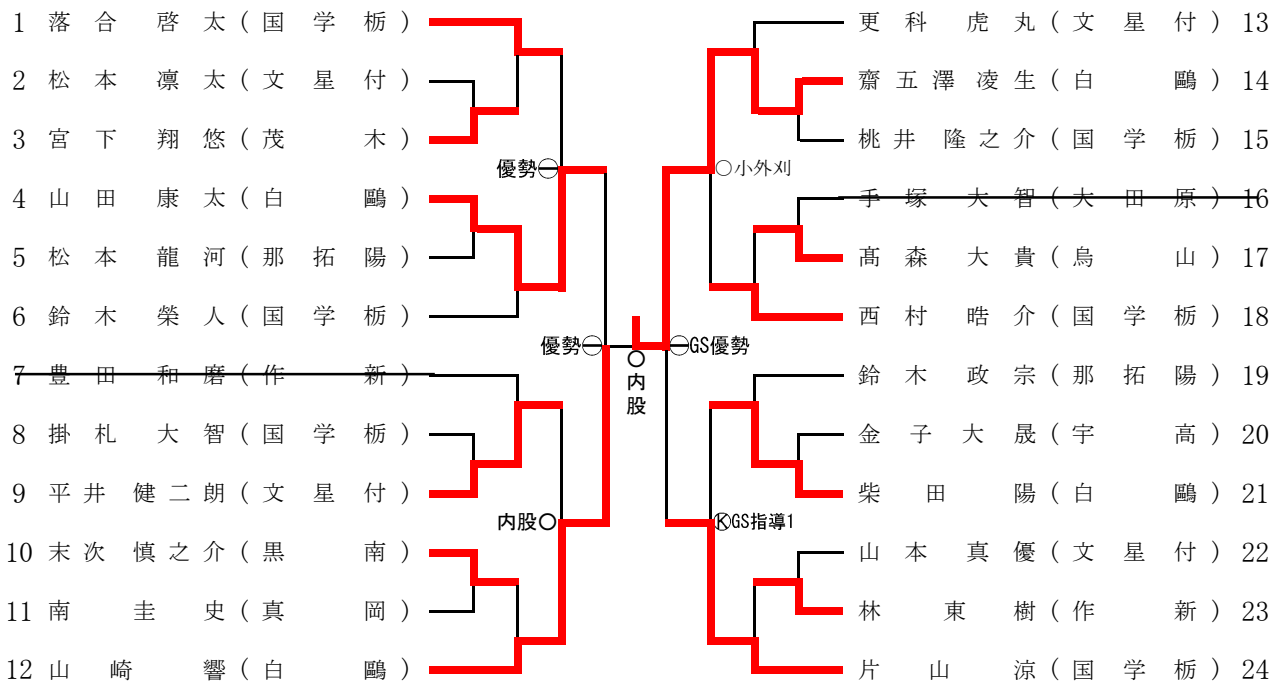 1 落合啓太(国学栃)
2 松本凛太(文星付)
3 宮下翔悠(茂木)
4 山田康太(白鷗)
5 松本龍河(那拓陽)
6 鈴木榮人(国学栃)
7 豊田和磨(作新)
8 掛札大智(国学栃)
9 平井健二朗(文星付)
10 末次慎之介(黒南)
11 南圭史(真岡)
12 山崎響(白鷗)
優勢
優勢
内股○
○内股
○小外刈
GS優勢
ⓀGS指導1
更科虎丸(文星付) 13
齋五澤凌生(白鷗) 14
桃井隆之介(国学栃) 15
手塚大智(大田原) 16
髙森大貴(烏山) 17
西村晧介(国学栃) 18
鈴木政宗(那拓陽) 19
金子大晟(宇高) 20
柴田陽(白鷗) 21
山本真優(文星付) 22
林東樹(作新) 23
片山涼(国学栃) 24